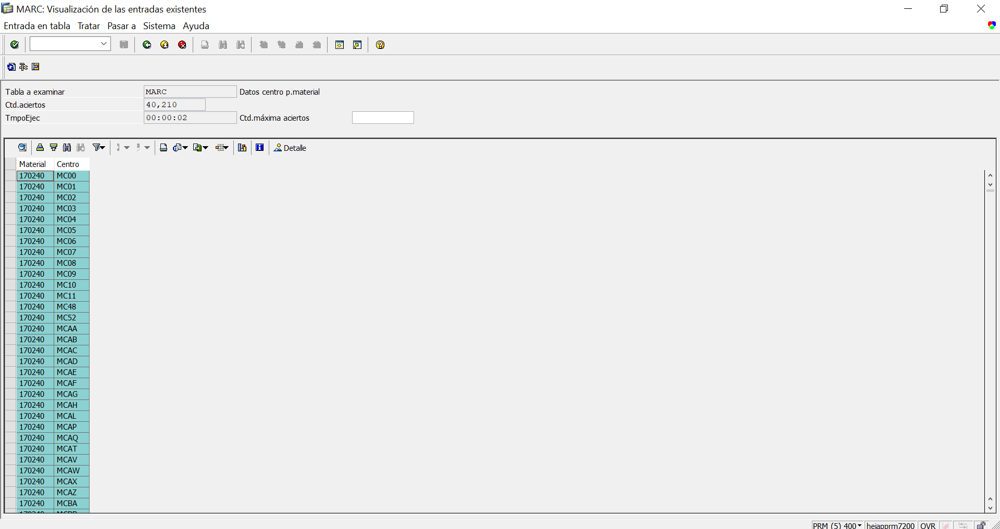 MARC: Visualización de las entradas existentes
Entrada en tabla Tratar Pasar a Sistema Ayuda
Tabla a examinar MARC Datos centro p.material
Ctd.aciertos 40,210
TmpoEjec 00:00:02 Ctd.máxima aciertos
Detalle
Material Centro
170240 MC00
170240 MC01
170240 MC02
170240 MC03
170240 MC04
170240 MC05
170240 MC06
170240 MC07
170240 MC08
170240 MC09
170240 MC10
170240 MC11
170240 MC48
170240 MC52
170240 MCAA
170240 MCAB
170240 MCAC
170240 MCAD
170240 MCAE
170240 MCAF
170240 MCAG
170240 MCAH
170240 MCAL
170240 MCAP
170240 MCAQ
170240 MCAT
170240 MCAV
170240 MCAW
170240 MCAX
170240 MCAZ
170240 MCBA
PRM (5) 400 heiapprm7200 OVR